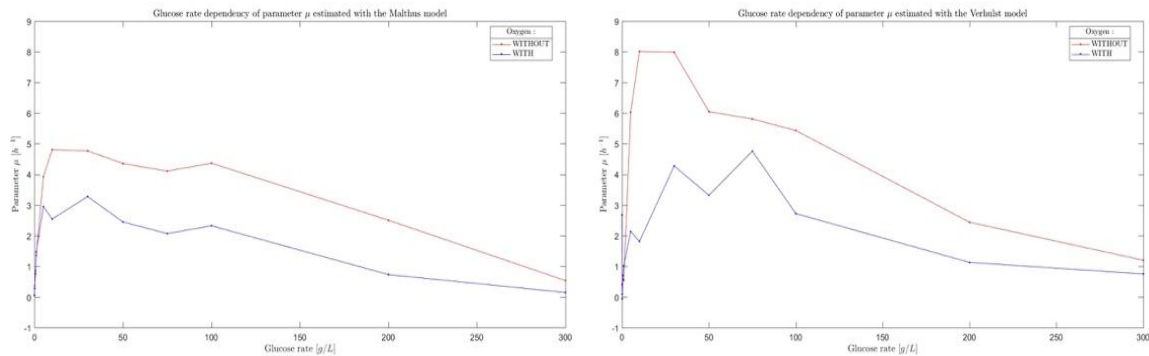 Glucose rate dependency of parameter μ estimated with the Malthus model
Oxygen :
WITHOUT
WITH
Parameter μ [h⁻¹]
9
8
7
6
5
4
3
2
1
0
-1
0 50 100 150 200 250 300
Glucose rate [g/L]
Glucose rate dependency of parameter μ estimated with the Verhulst model
Oxygen :
WITHOUT
WITH
Parameter μ [h⁻¹]
9
8
7
6
5
4
3
2
1
0
-1
0 50 100 150 200 250 300
Glucose rate [g/L]